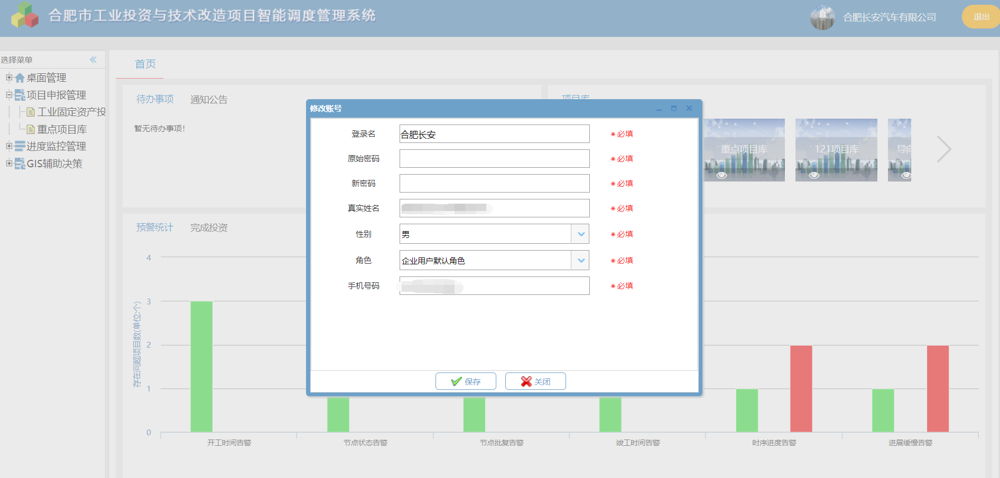 合肥市工业投资与技术改造项目智能调度管理系统
合肥长安汽车有限公司
退出
选择菜单
桌面管理
项目申报管理
工业固定资产投
重点项目库
进度监控管理
GIS辅助决策
首页
待办事项 通知公告
暂无待办事项!
项目库
重点项目库
121项目库
导向
修改账号
登录名 合肥长安 *必填
原始密码 *必填
新密码 *必填
真实姓名 *必填
性别 男 *必填
角色 企业用户默认角色 *必填
手机号码 *必填
保存 关闭
预警统计 完成投资
存在问题项目数(单位:个)
4
3
2
1
0
开工时间告警 节点状态告警 节点批复告警 竣工时间告警 时序进度告警 进展缓慢告警